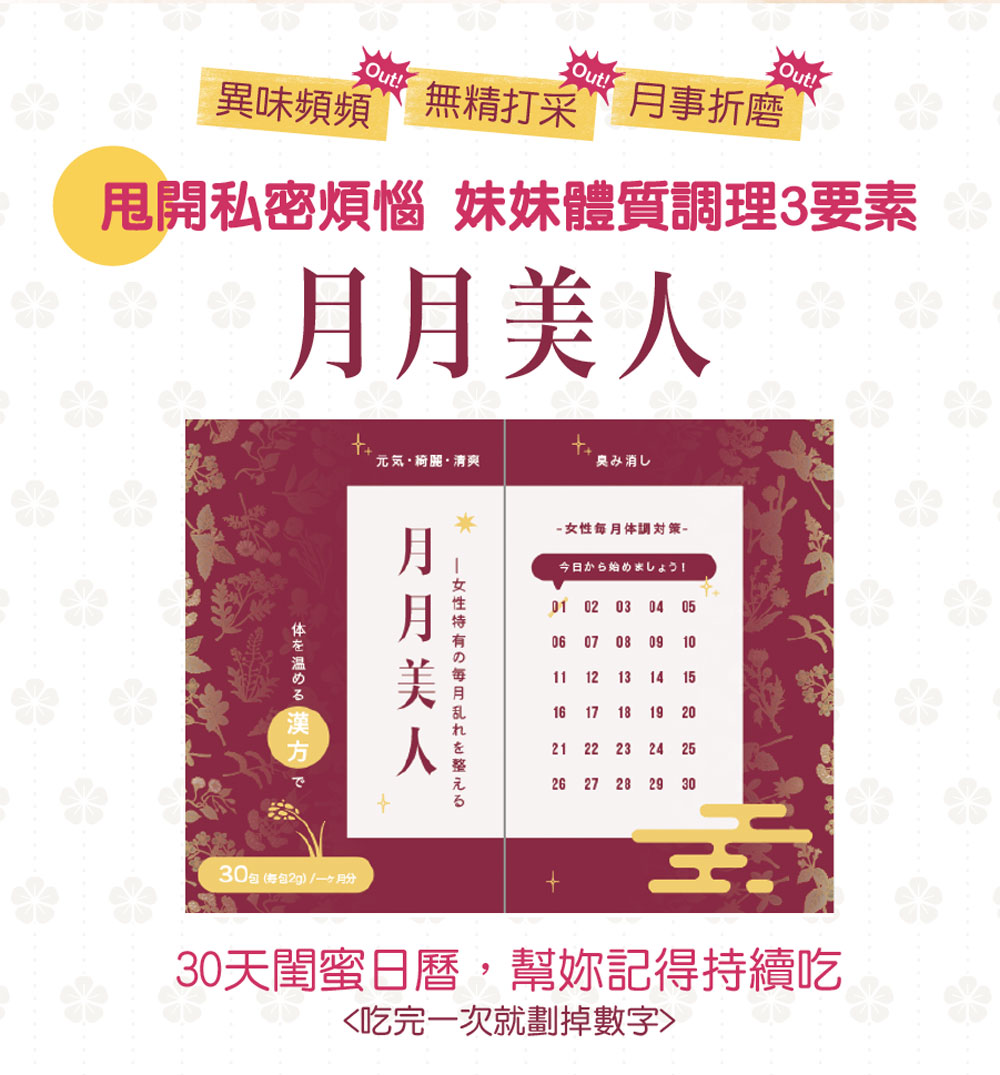 異味頻頻 Out!
無精打采 Out!
月事折磨 Out!
甩開私密煩惱 妹妹體質調理3要素
月月美人
元気・綺麗・清爽
月月美人
—女性特有の毎月乱れを整える
体を温める漢方で
30包 (每包2g) /一ヶ月分
臭み消し
-女性毎月体調対策-
今日から始めましょう!
01 02 03 04 05
06 07 08 09 10
11 12 13 14 15
16 17 18 19 20
21 22 23 24 25
26 27 28 29 30
30天閨蜜日曆，幫妳記得持續吃
<吃完一次就劃掉數字>